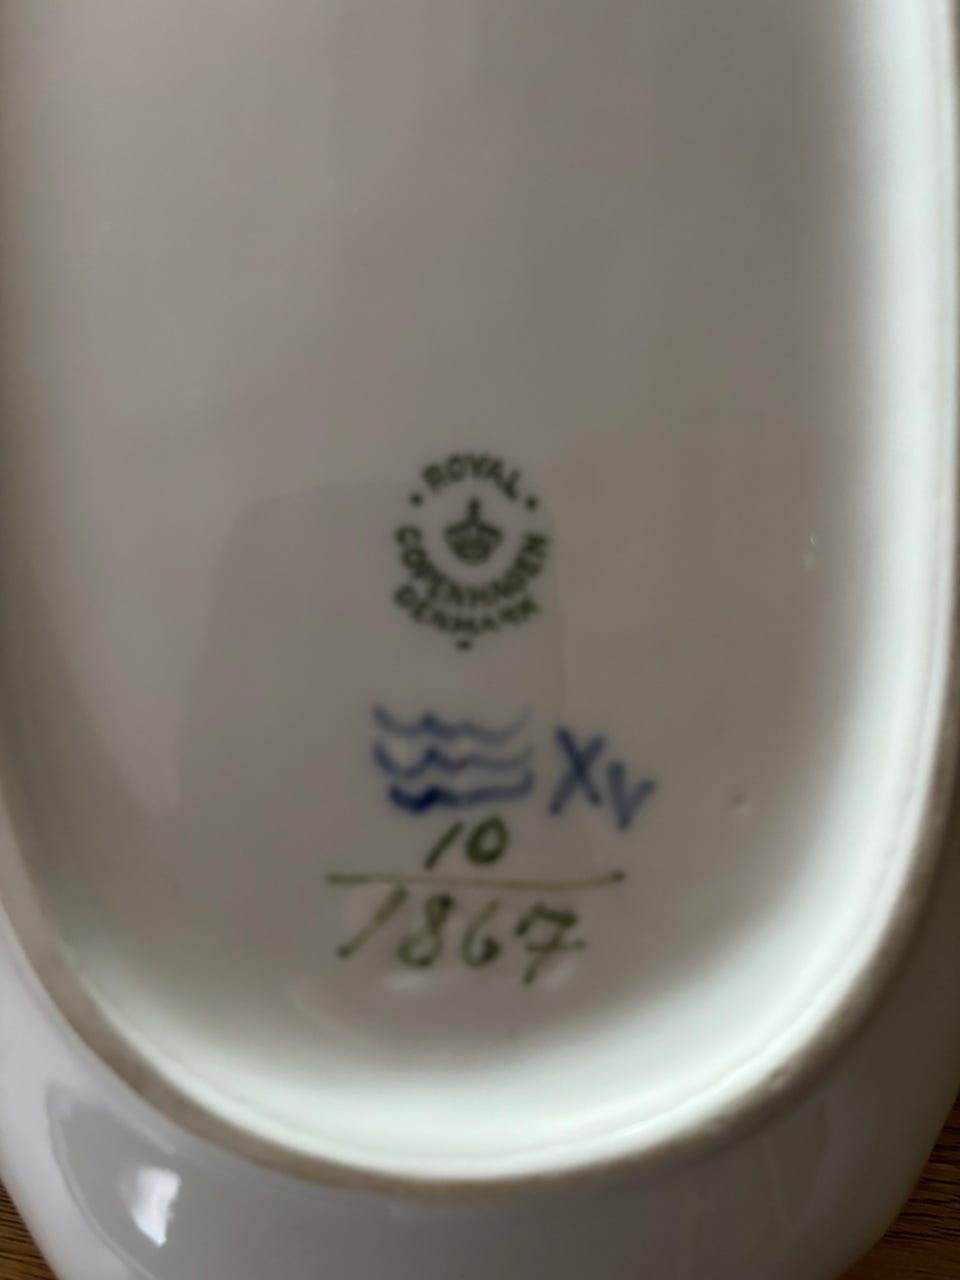 ROYAL
COPENHAGEN
DENMARK
XV
10
1867